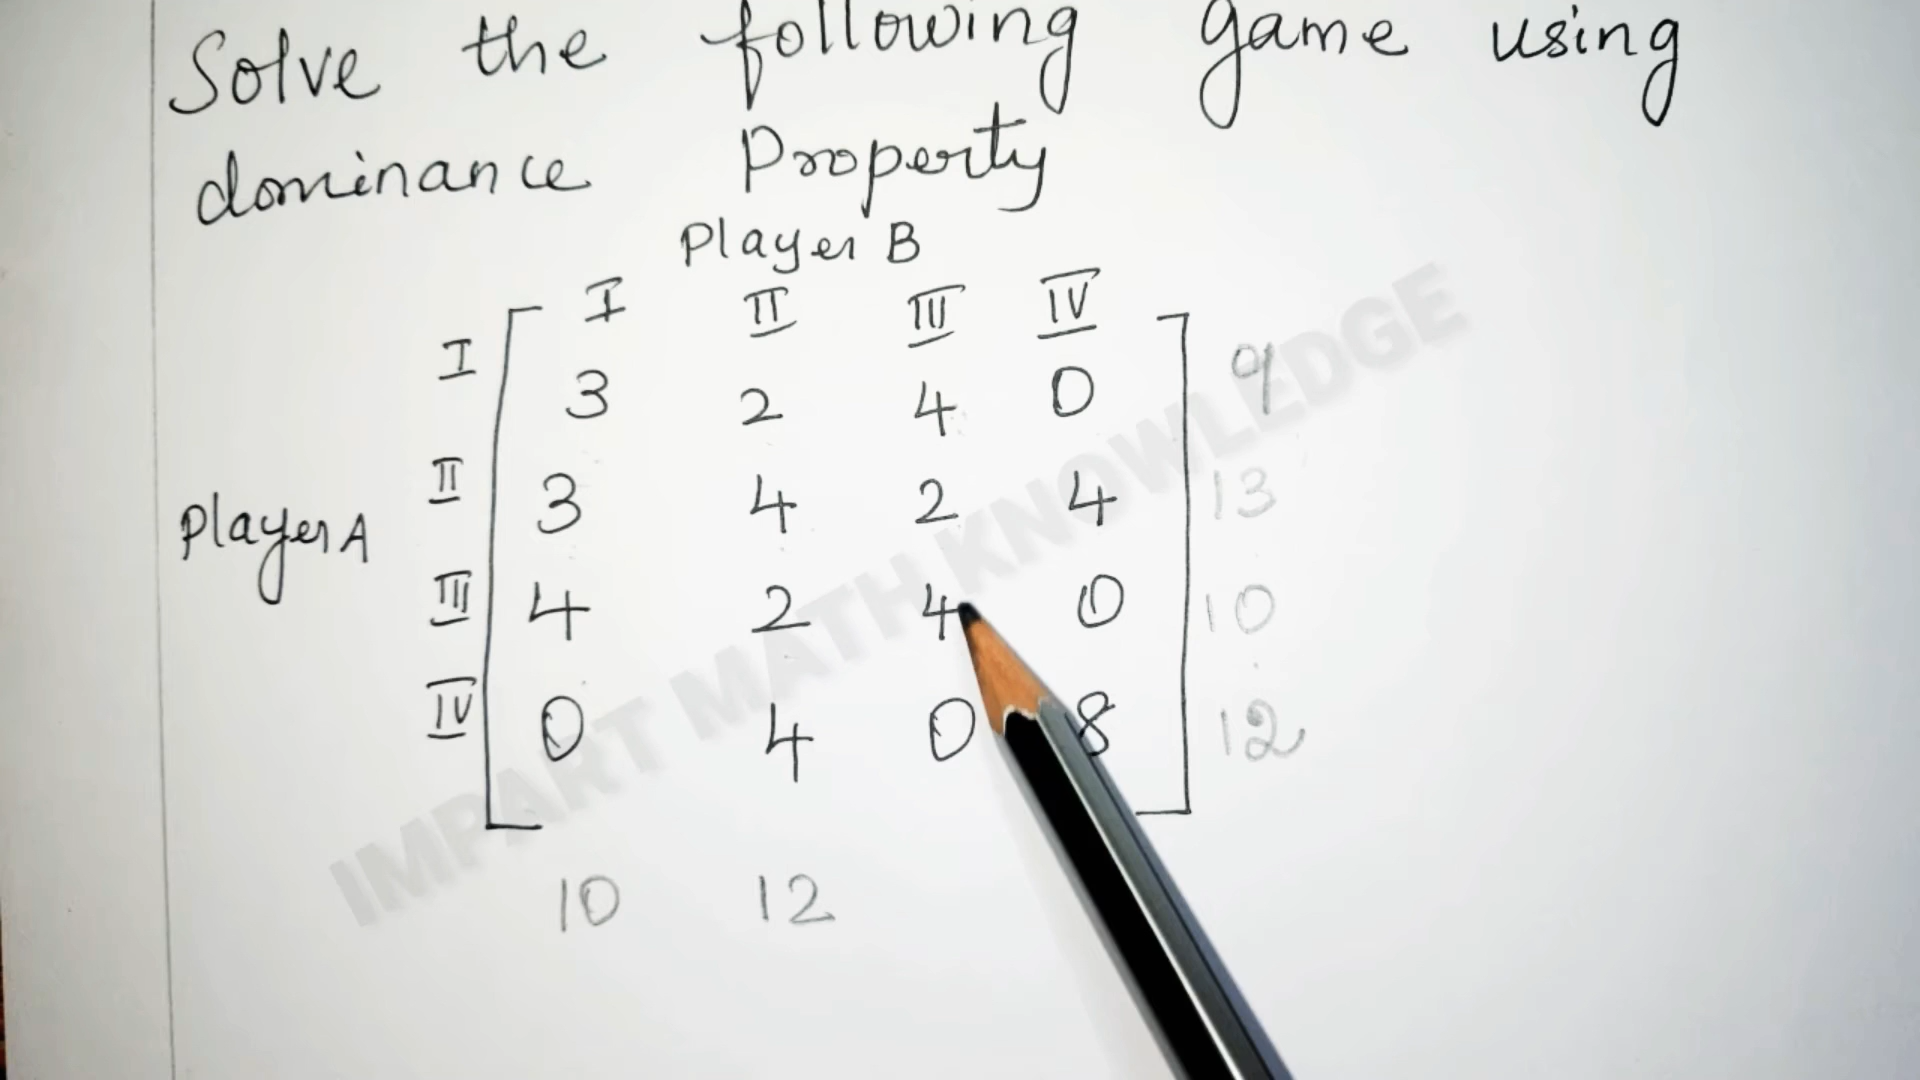 Solve the following game using
dominance Property
Player B
I II III IV
I 3 2 4 0 9
II 3 4 2 4 13
Player A
III 4 2 4 0 10
IV 0 4 0 8 12
10 12
IMPART MATH KNOWLEDGE